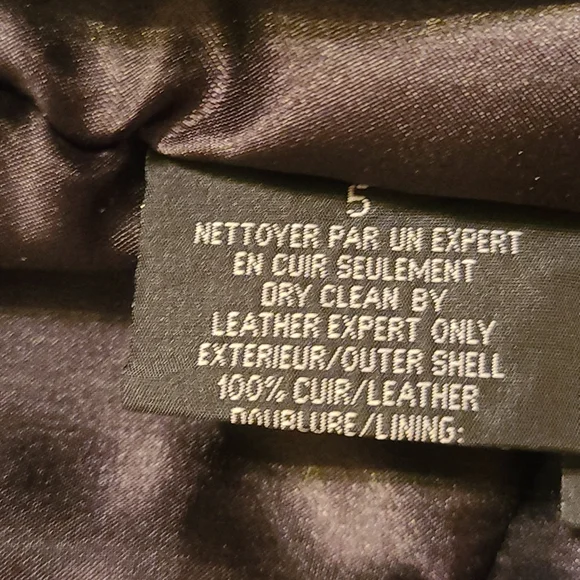 5
NETTOYER PAR UN EXPERT
EN CUIR SEULEMENT
DRY CLEAN BY
LEATHER EXPERT ONLY
EXTERIEUR/OUTER SHELL
100% CUIR/LEATHER
DOUBLURE/LINING: